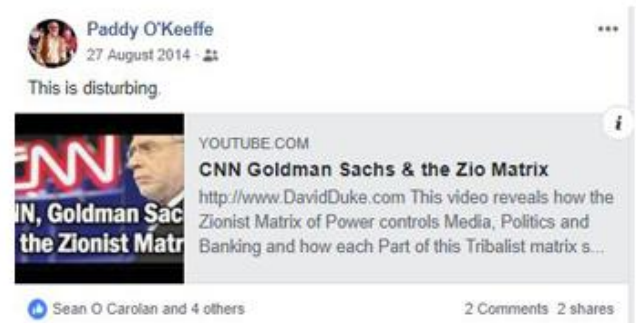 Paddy O'Keeffe
27 August 2014
This is disturbing.
CNN
IN, Goldman Sac
the Zionist Matr
YOUTUBE.COM
CNN Goldman Sachs & the Zio Matrix
http://www.DavidDuke.com This video reveals how the
Zionist Matrix of Power controls Media, Politics and
Banking and how each Part of this Tribalist matrix s...
i
Sean O Carolan and 4 others
2 Comments 2 shares